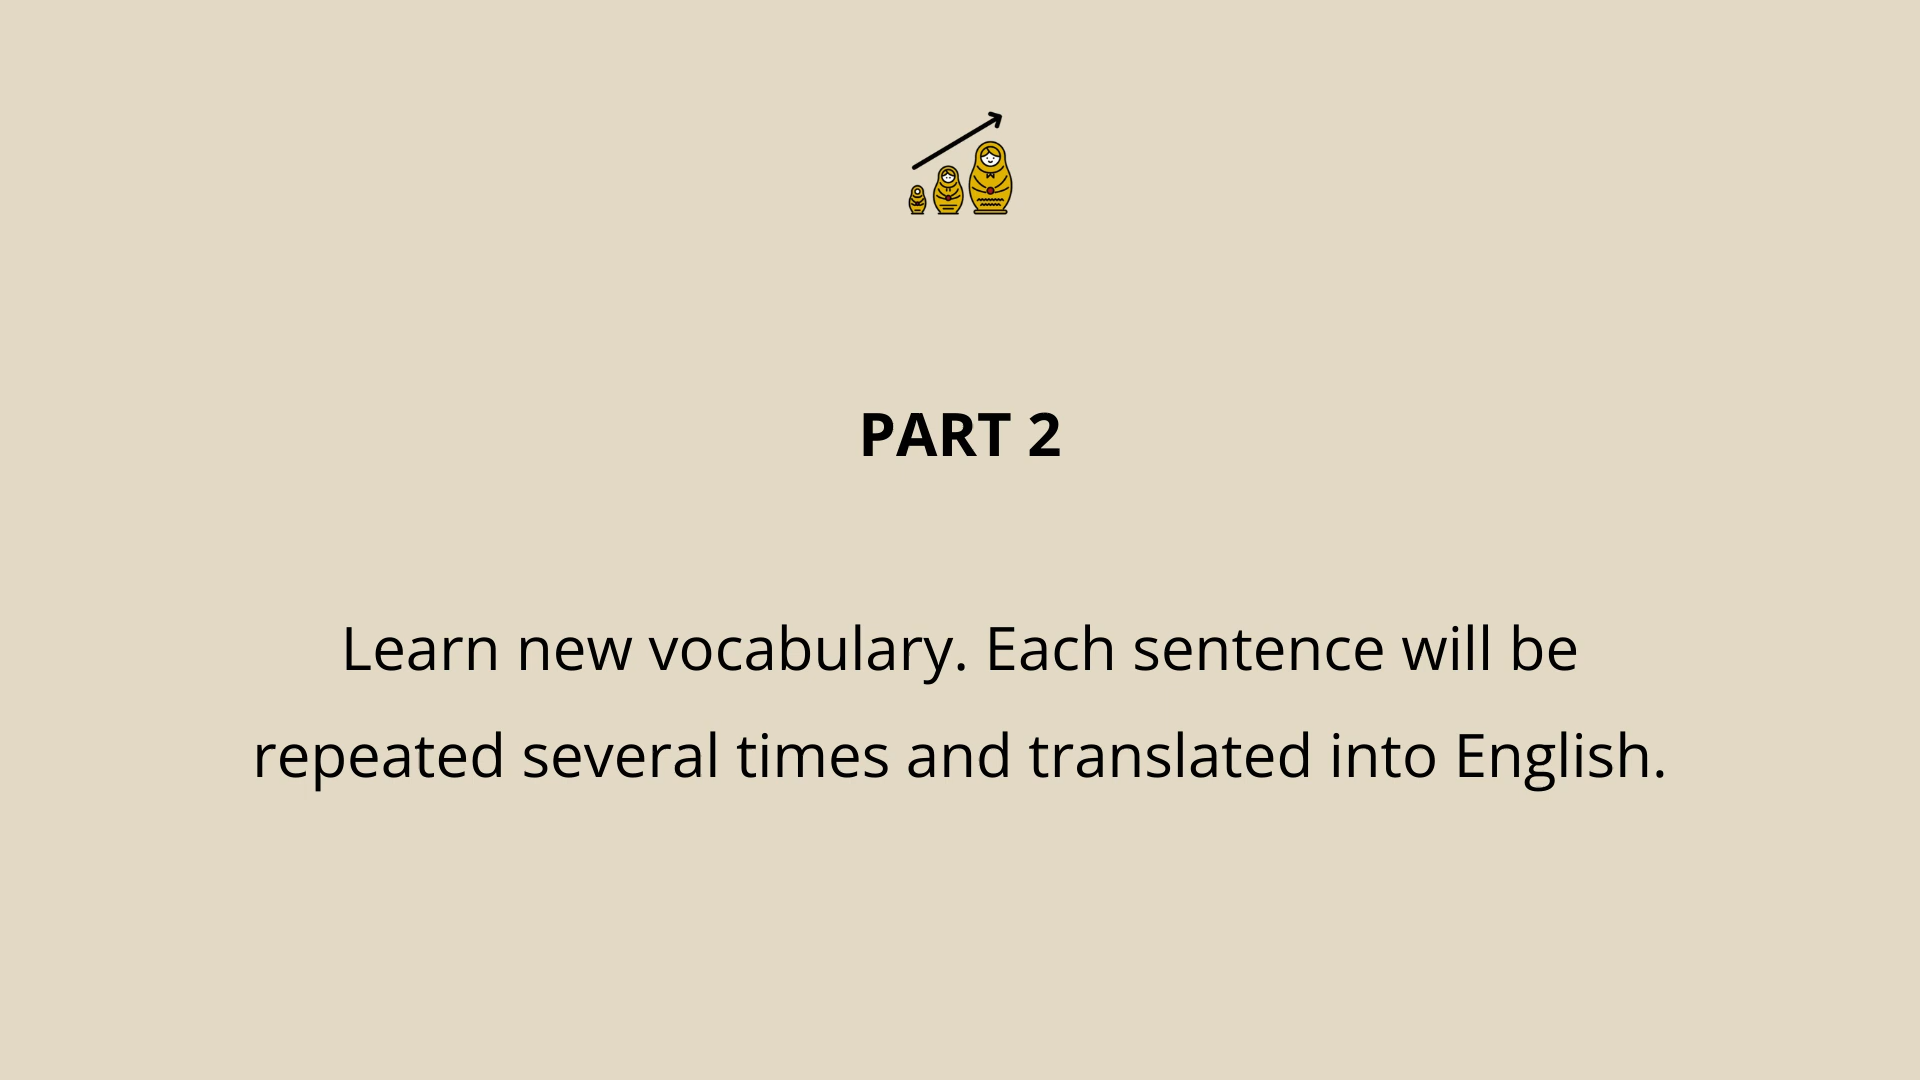 PART 2
Learn new vocabulary. Each sentence will be
repeated several times and translated into English.